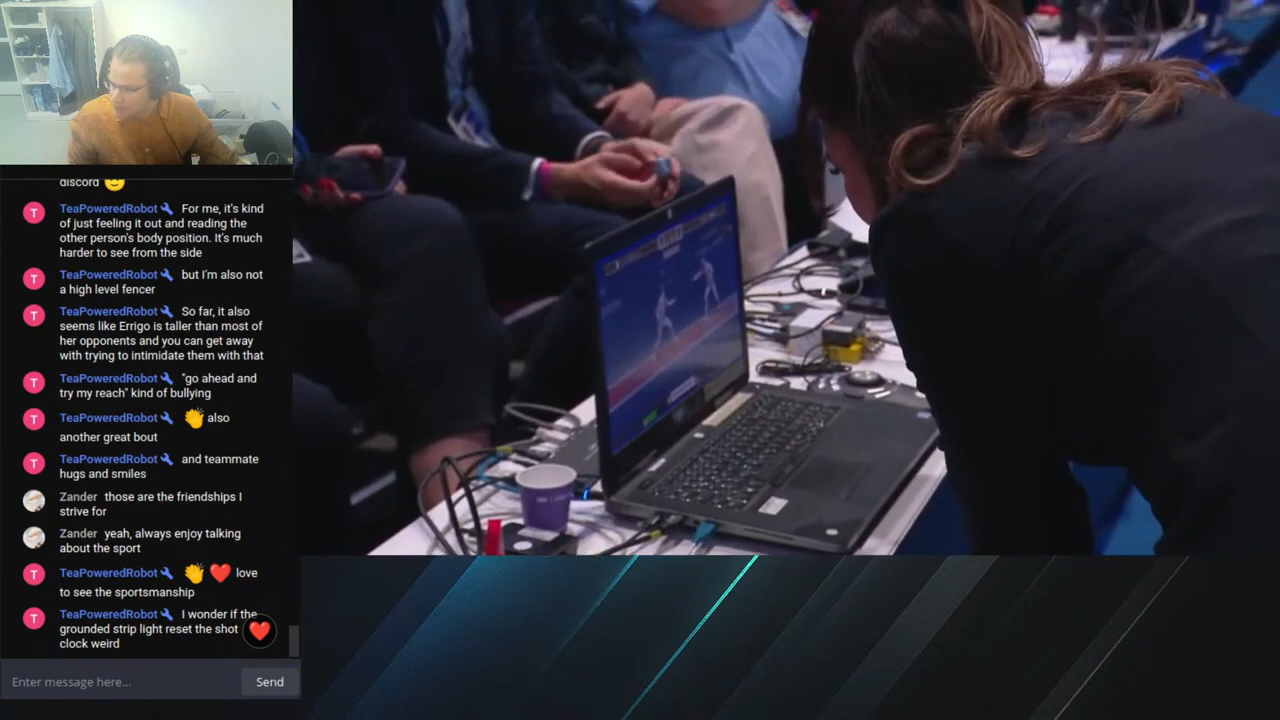 discord
TeaPoweredRobot For me, it's kind
of just feeling it out and reading the
other person's body position. It's much
harder to see from the side
TeaPoweredRobot but I'm also not
a high level fencer
TeaPoweredRobot So far, it also
seems like Errigo is taller than most of
her opponents and you can get away
with trying to intimidate them with that
TeaPoweredRobot "go ahead and
try my reach" kind of bullying
TeaPoweredRobot 👏 also
another great bout
TeaPoweredRobot and teammate
hugs and smiles
Zander those are the friendships I
strive for
Zander yeah, always enjoy talking
about the sport
TeaPoweredRobot 👏 ❤️ love
to see the sportsmanship
TeaPoweredRobot I wonder if the
grounded strip light reset the shot
clock weird
Enter message here...
Send